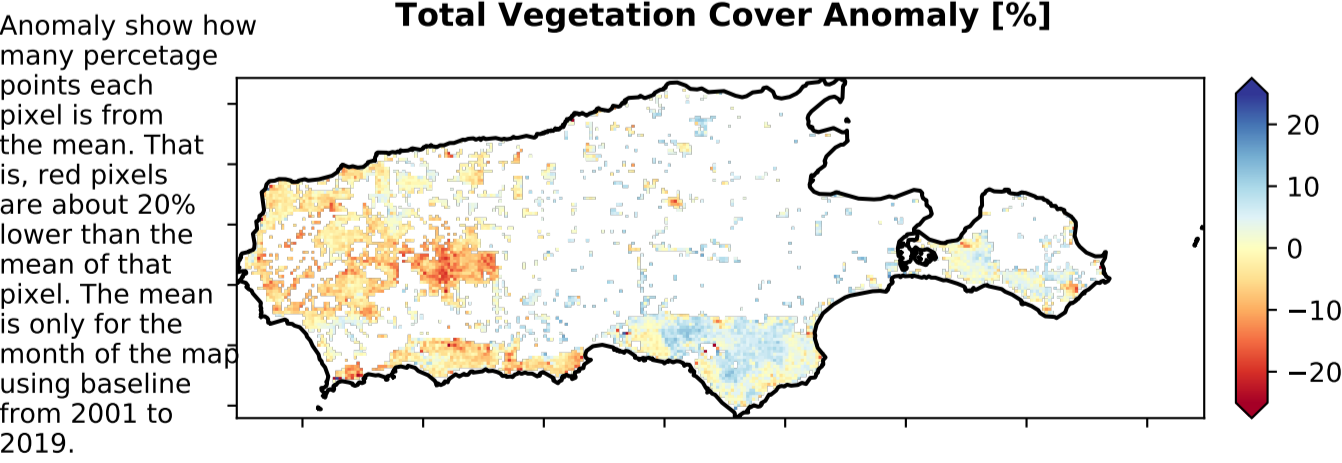 Total Vegetation Cover Anomaly [%]
Anomaly show how
many percetage
points each
pixel is from
the mean. That
is, red pixels
are about 20%
lower than the
mean of that
pixel. The mean
is only for the
month of the map
using baseline
from 2001 to
2019.
20
10
0
−10
−20